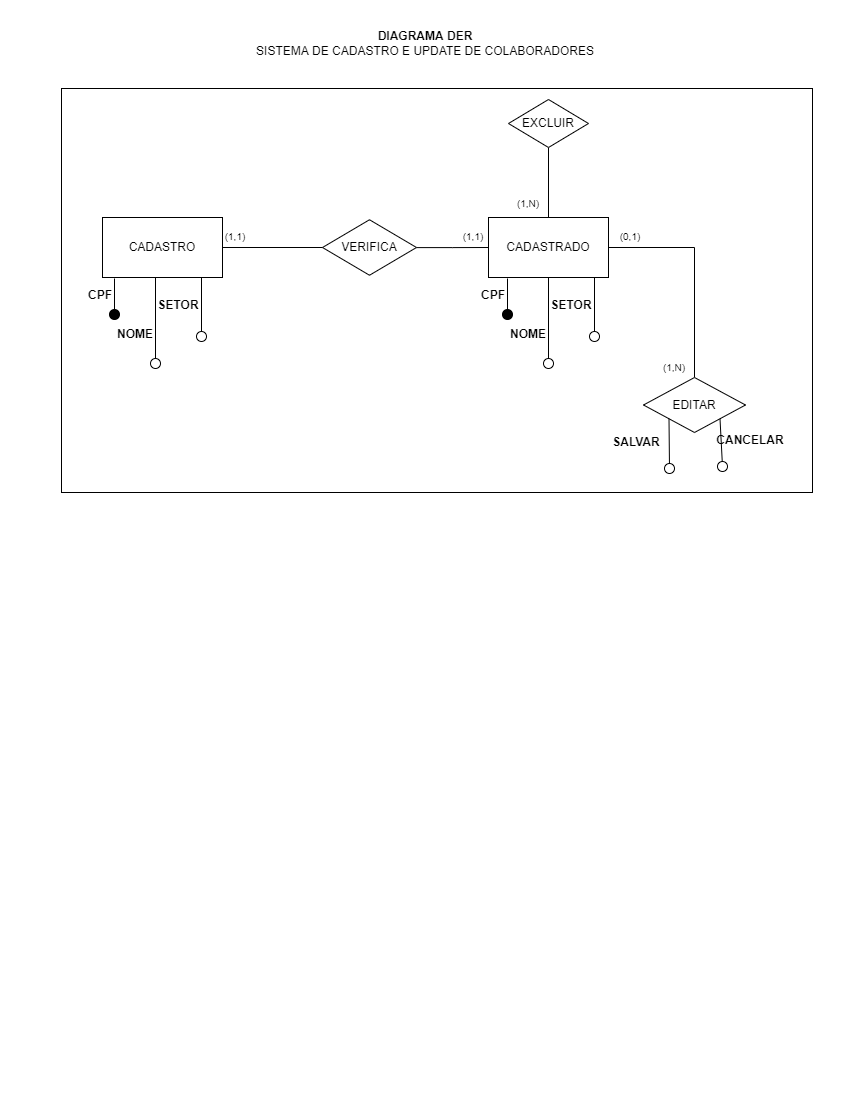 DIAGRAMA DER
SISTEMA DE CADASTRO E UPDATE DE COLABORADORES
EXCLUIR
(1,N)
CADASTRO
(1,1)
VERIFICA
(1,1)
CADASTRADO
(0,1)
CPF
SETOR
NOME
CPF
SETOR
NOME
(1,N)
EDITAR
SALVAR
CANCELAR